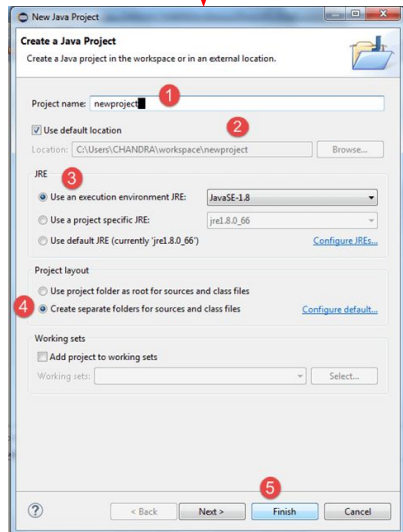 New Java Project
Create a Java Project
Create a Java project in the workspace or in an external location.
Project name: newproject
1
Use default location
2
Location: C:\Users\CHANDRA\workspace\newproject Browse...
JRE
3
Use an execution environment JRE: JavaSE-1.8
Use a project specific JRE: jre1.8.0_66
Use default JRE (currently 'jre1.8.0_66') Configure JREs...
Project layout
Use project folder as root for sources and class files
4
Create separate folders for sources and class files Configure default...
Working sets
Add project to working sets
Working sets: Select...
5
? < Back Next > Finish Cancel